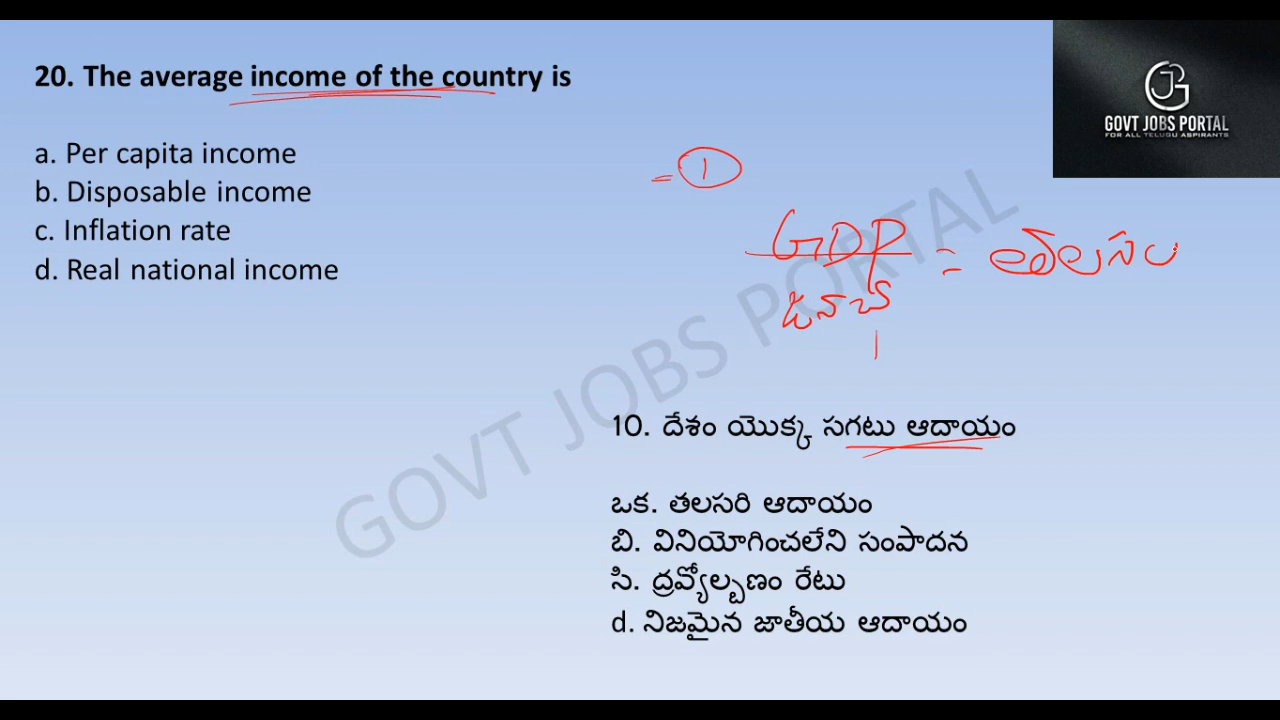 20. The average income of the country is
a. Per capita income
b. Disposable income
c. Inflation rate
d. Real national income
GOVT JOBS PORTAL
FOR ALL TELUGU ASPIRANTS
= 1
GDP
జనాభా
=
GOVT JOBS PORTAL
10. దేశం యొక్క సగటు ఆదాయం
ఒక. తలసరి ఆదాయం
బి. వినియోగించలేని సంపాదన
సి. ద్రవ్యోల్బణం రేటు
d. నిజమైన జాతీయ ఆదాయం